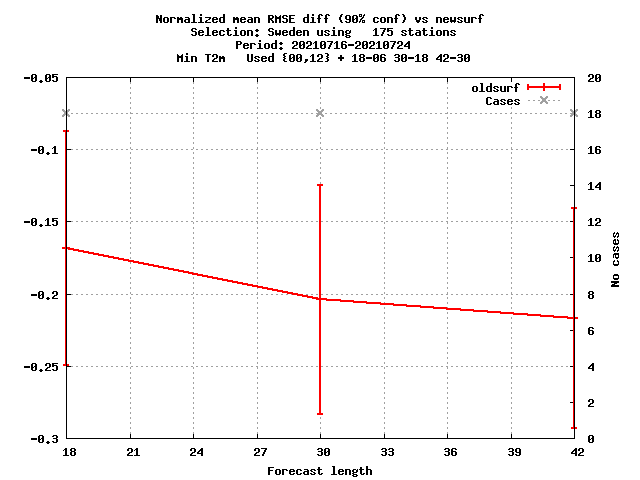 Normalized mean RMSE diff (90% conf) vs newsurf
Selection: Sweden using   175 stations
Period: 20210716-20210724
Min T2m   Used {00,12} + 18-06 30-18 42-30
-0.05
-0.1
-0.15
-0.2
-0.25
-0.3
oldsurf
Cases
20
18
16
14
12
10
8
6
4
2
0
No cases
18 21 24 27 30 33 36 39 42
Forecast length